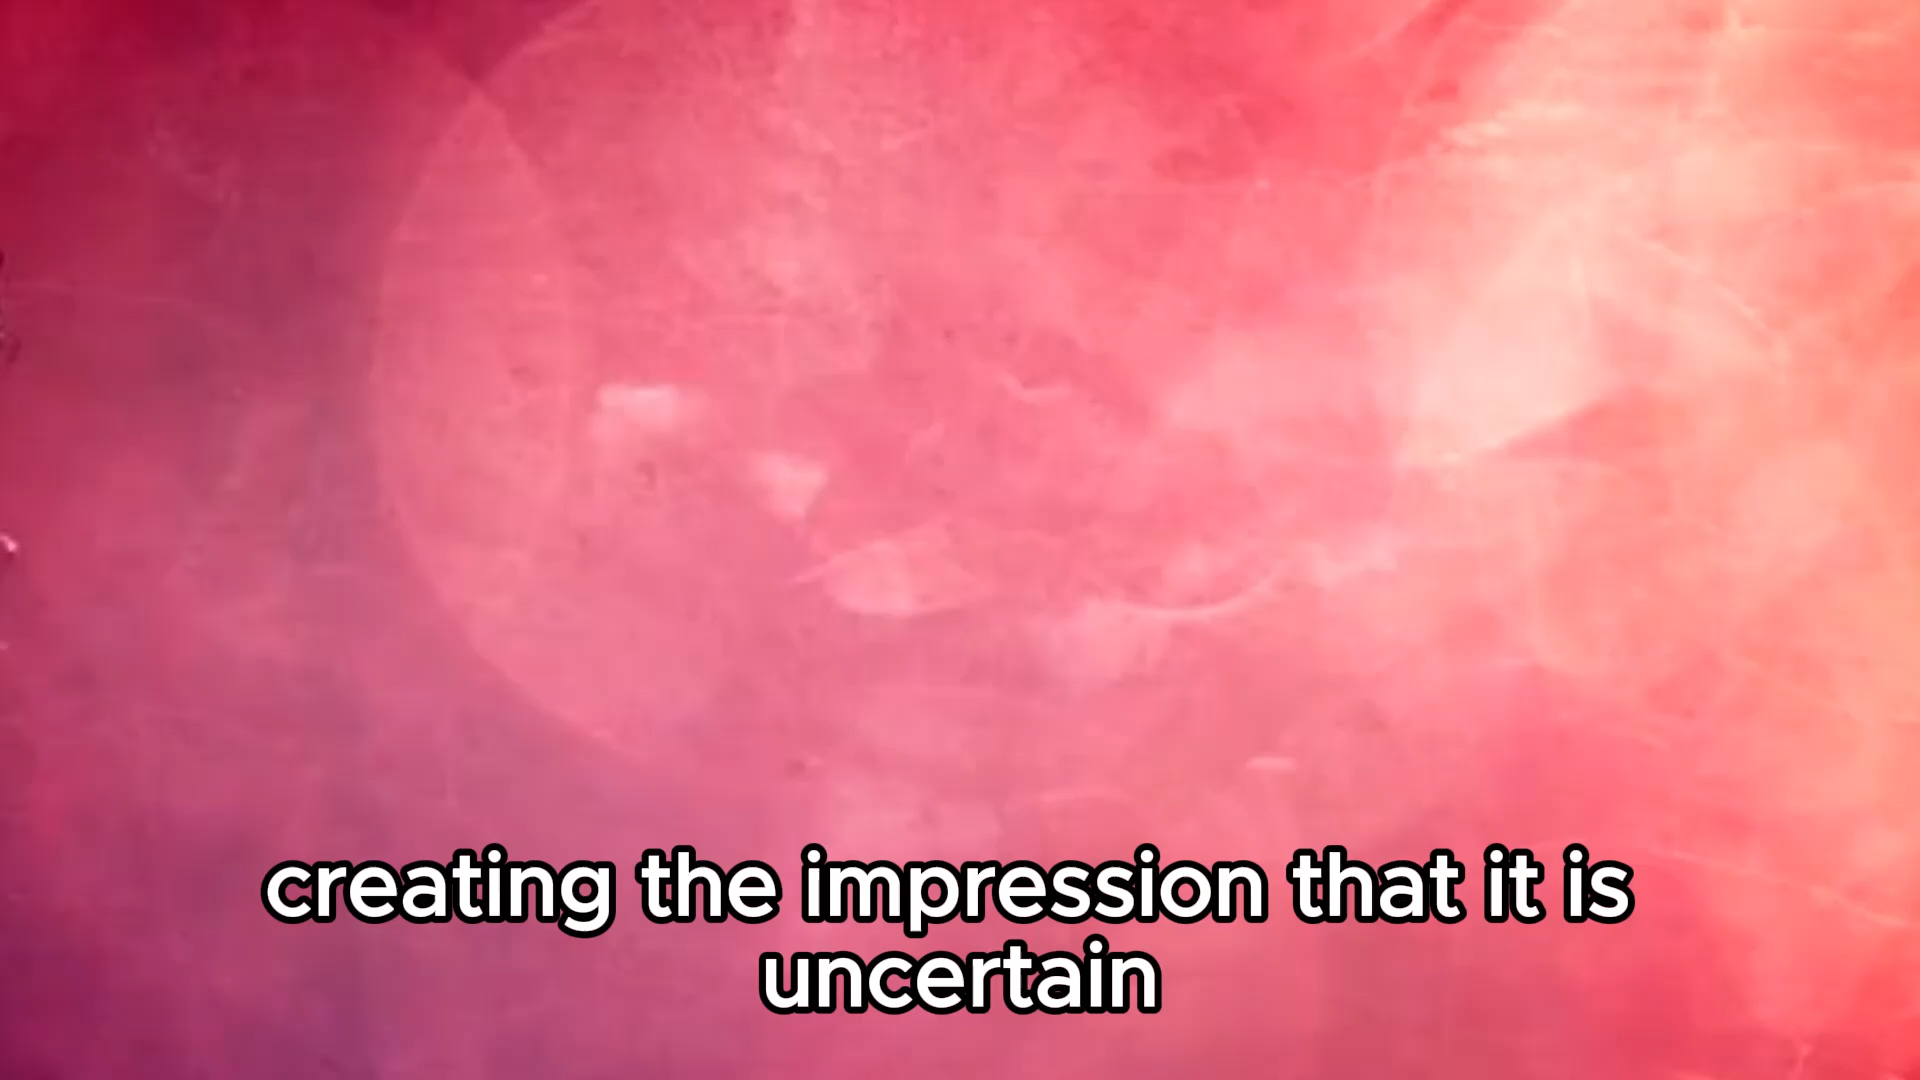 creating the impression that it is
uncertain